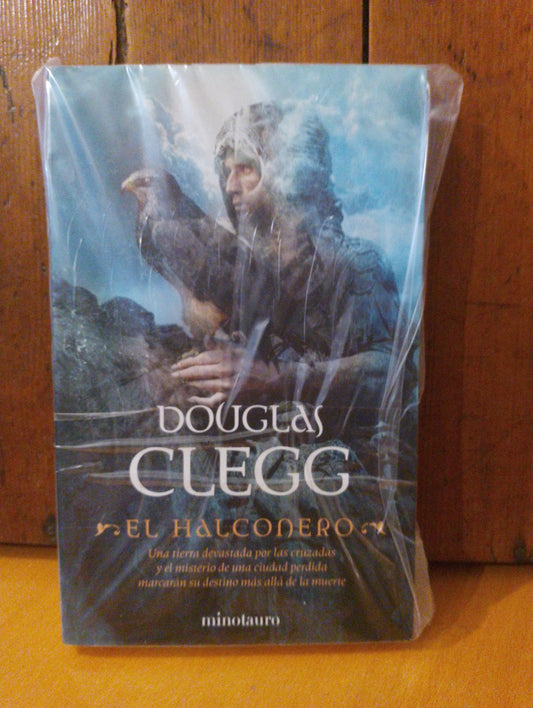 DOUGLAS
CLEGG
EL HALCONERO
Una tierra devastada por las cruzadas
y el misterio de una ciudad perdida
marcarán su destino más allá de la muerte
minotauro